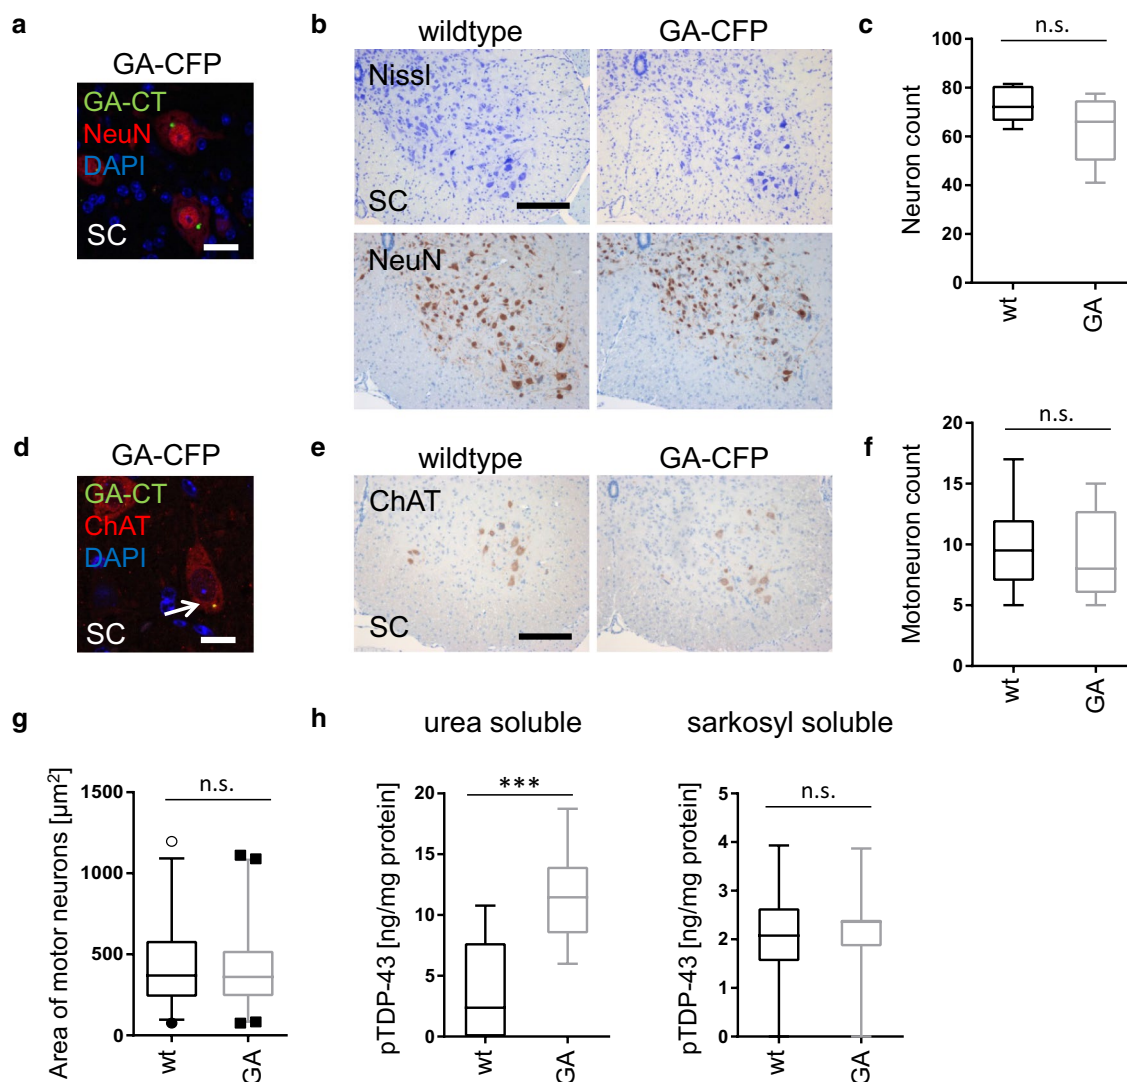 a
GA-CFP
GA-CT
NeuN
DAPI
SC
b
wildtype
GA-CFP
Nissl
SC
NeuN
c
n.s.
Neuron count
100
80
60
40
20
0
wt
GA
d
GA-CFP
GA-CT
ChAT
DAPI
SC
e
wildtype
GA-CFP
ChAT
SC
f
n.s.
Motoneuron count
20
15
10
5
0
wt
GA
g
n.s.
Area of motor neurons [µm²]
1500
1000
500
0
wt
GA
h
urea soluble
***
pTDP-43 [ng/mg protein]
20
15
10
5
0
wt
GA
sarkosyl soluble
n.s.
pTDP-43 [ng/mg protein]
5
4
3
2
1
0
wt
GA